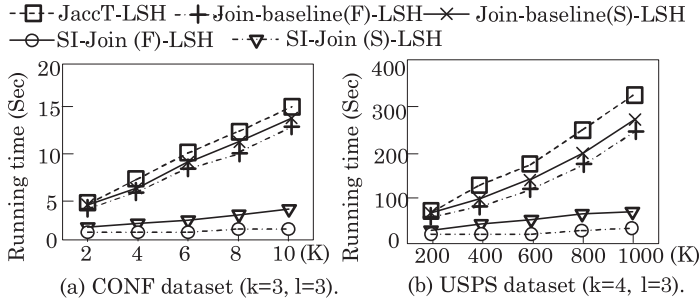 JaccT-LSH Join-baseline(F)-LSH Join-baseline(S)-LSH
SI-Join (F)-LSH SI-Join (S)-LSH
Running time (Sec)
20
15
10
5
0
2 4 6 8 10 (K)
(a) CONF dataset (k=3, l=3).
Running time (Sec)
400
300
200
100
0
200 400 600 800 1000 (K)
(b) USPS dataset (k=4, l=3).